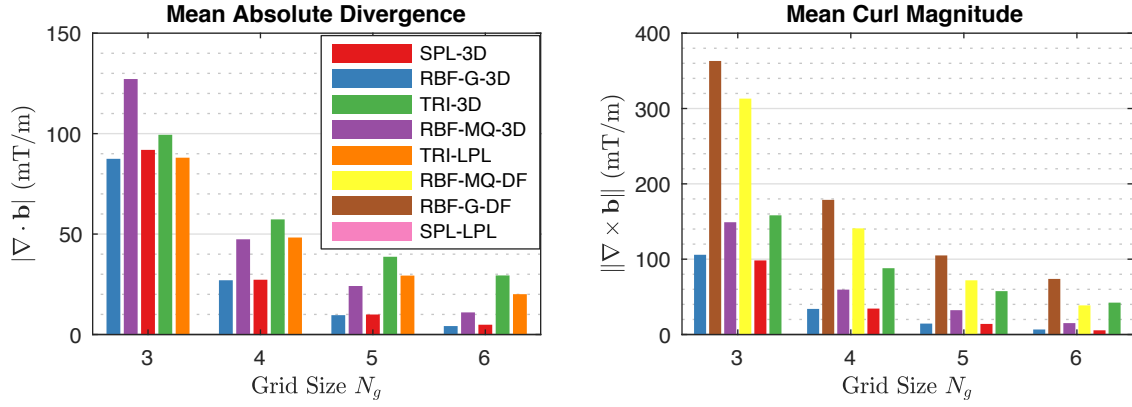 Mean Absolute Divergence
150
100
50
0
|∇ · b| (mT/m)
SPL-3D
RBF-G-3D
TRI-3D
RBF-MQ-3D
TRI-LPL
RBF-MQ-DF
RBF-G-DF
SPL-LPL
3 4 5 6
Grid Size N_g
Mean Curl Magnitude
400
300
200
100
0
‖∇ × b‖ (mT/m)
3 4 5 6
Grid Size N_g